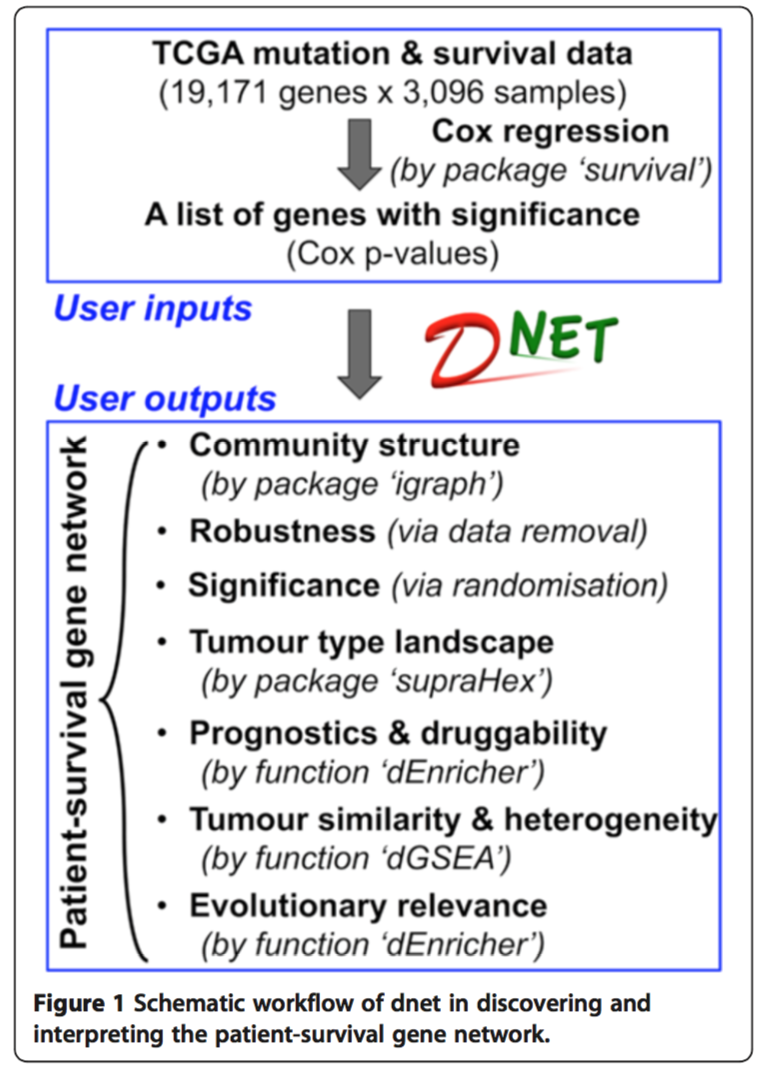 TCGA mutation & survival data
(19,171 genes x 3,096 samples)
Cox regression
(by package ‘survival’)
A list of genes with significance
(Cox p-values)
User inputs
DNET
User outputs
Patient-survival gene network
• Community structure
(by package ‘igraph’)
• Robustness (via data removal)
• Significance (via randomisation)
• Tumour type landscape
(by package ‘supraHex’)
• Prognostics & druggability
(by function ‘dEnricher’)
• Tumour similarity & heterogeneity
(by function ‘dGSEA’)
• Evolutionary relevance
(by function ‘dEnricher’)
Figure 1 Schematic workflow of dnet in discovering and
interpreting the patient-survival gene network.